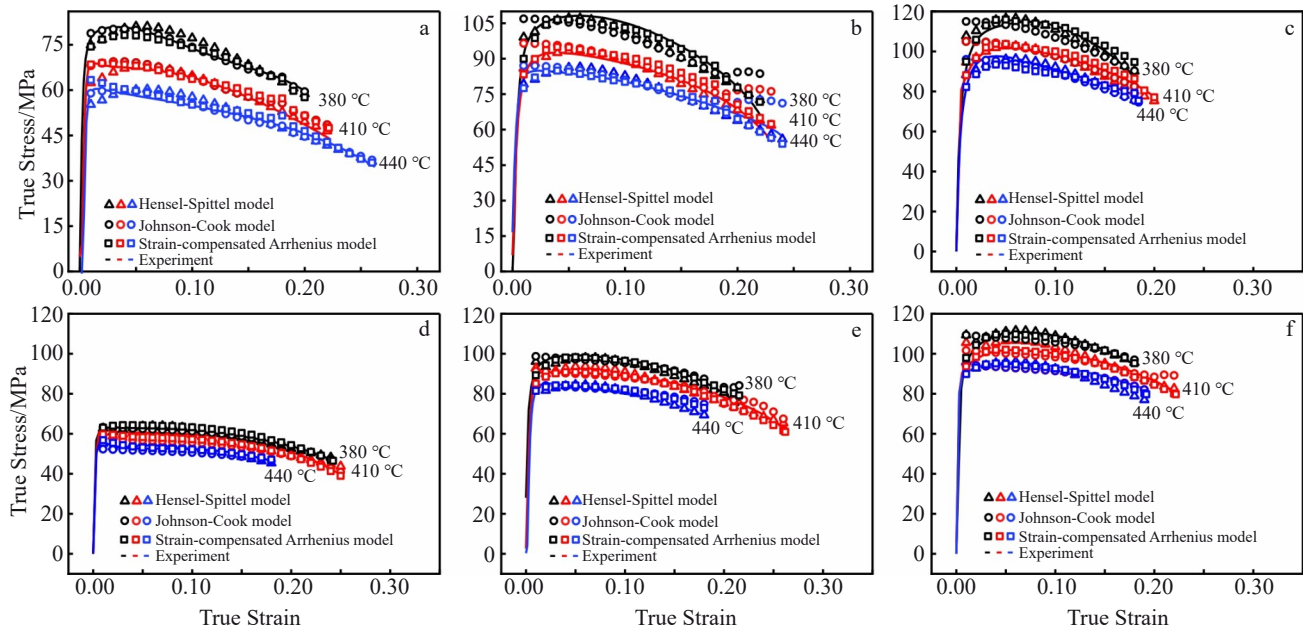 a
75
60
45
30
15
0
True Stress/MPa
380 ℃
410 ℃
440 ℃
Hensel-Spittel model
Johnson-Cook model
Strain-compensated Arrhenius model
Experiment
0.00 0.10 0.20 0.30
b
105
90
75
60
45
30
15
0
380 ℃
410 ℃
440 ℃
Hensel-Spittel model
Johnson-Cook model
Strain-compensated Arrhenius model
Experiment
0.00 0.10 0.20 0.30
c
120
100
80
60
40
20
0
380 ℃
410 ℃
440 ℃
Hensel-Spittel model
Johnson-Cook model
Strain-compensated Arrhenius model
Experiment
0.00 0.10 0.20 0.30
d
120
100
80
60
40
20
0
True Stress/MPa
380 ℃
440 ℃ 410 ℃
Hensel-Spittel model
Johnson-Cook model
Strain-compensated Arrhenius model
Experiment
0.00 0.10 0.20 0.30
True Strain
e
120
100
80
60
40
20
0
380 ℃
410 ℃
440 ℃
Hensel-Spittel model
Johnson-Cook model
Strain-compensated Arrhenius model
Experiment
0.00 0.10 0.20 0.30
True Strain
f
120
100
80
60
40
20
0
380 ℃
410 ℃
440 ℃
Hensel-Spittel model
Johnson-Cook model
Strain-compensated Arrhenius model
Experiment
0.00 0.10 0.20 0.30
True Strain